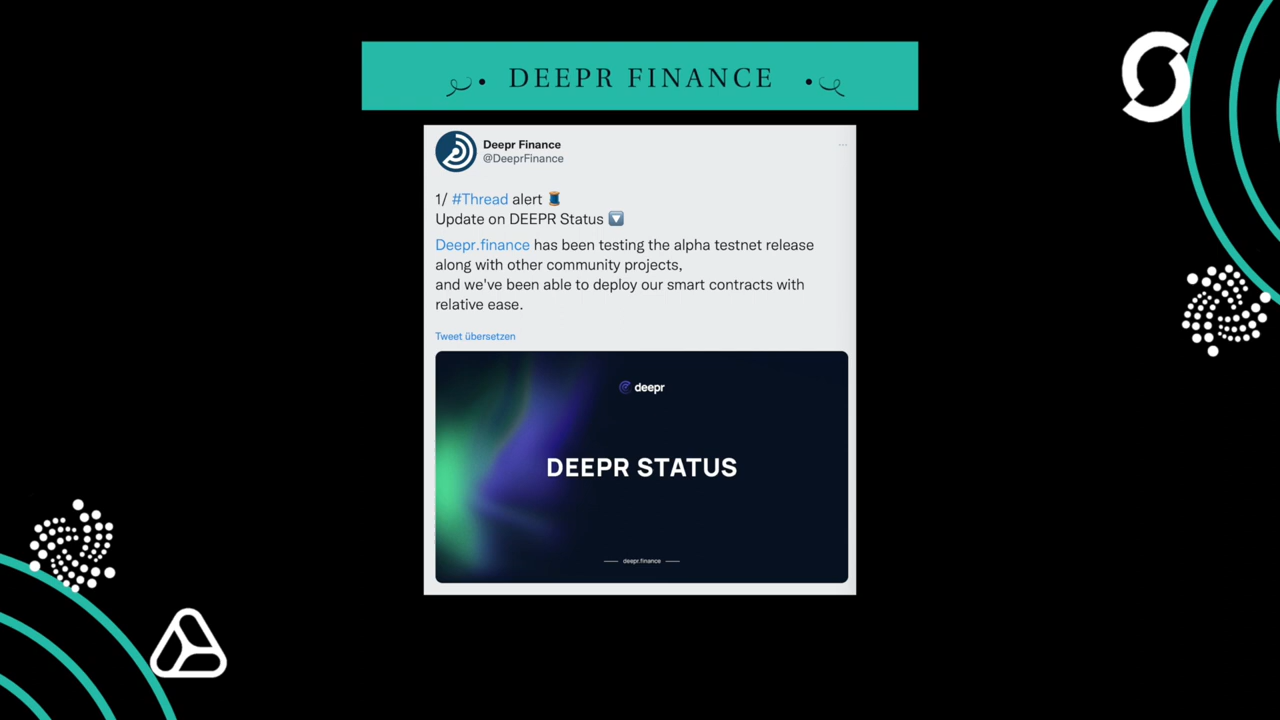 DEEPR FINANCE
Deepr Finance
@DeeprFinance
1/ #Thread alert 🧵
Update on DEEPR Status 🔽
Deepr.finance has been testing the alpha testnet release
along with other community projects,
and we've been able to deploy our smart contracts with
relative ease.
Tweet übersetzen
deepr
DEEPR STATUS
deepr.finance